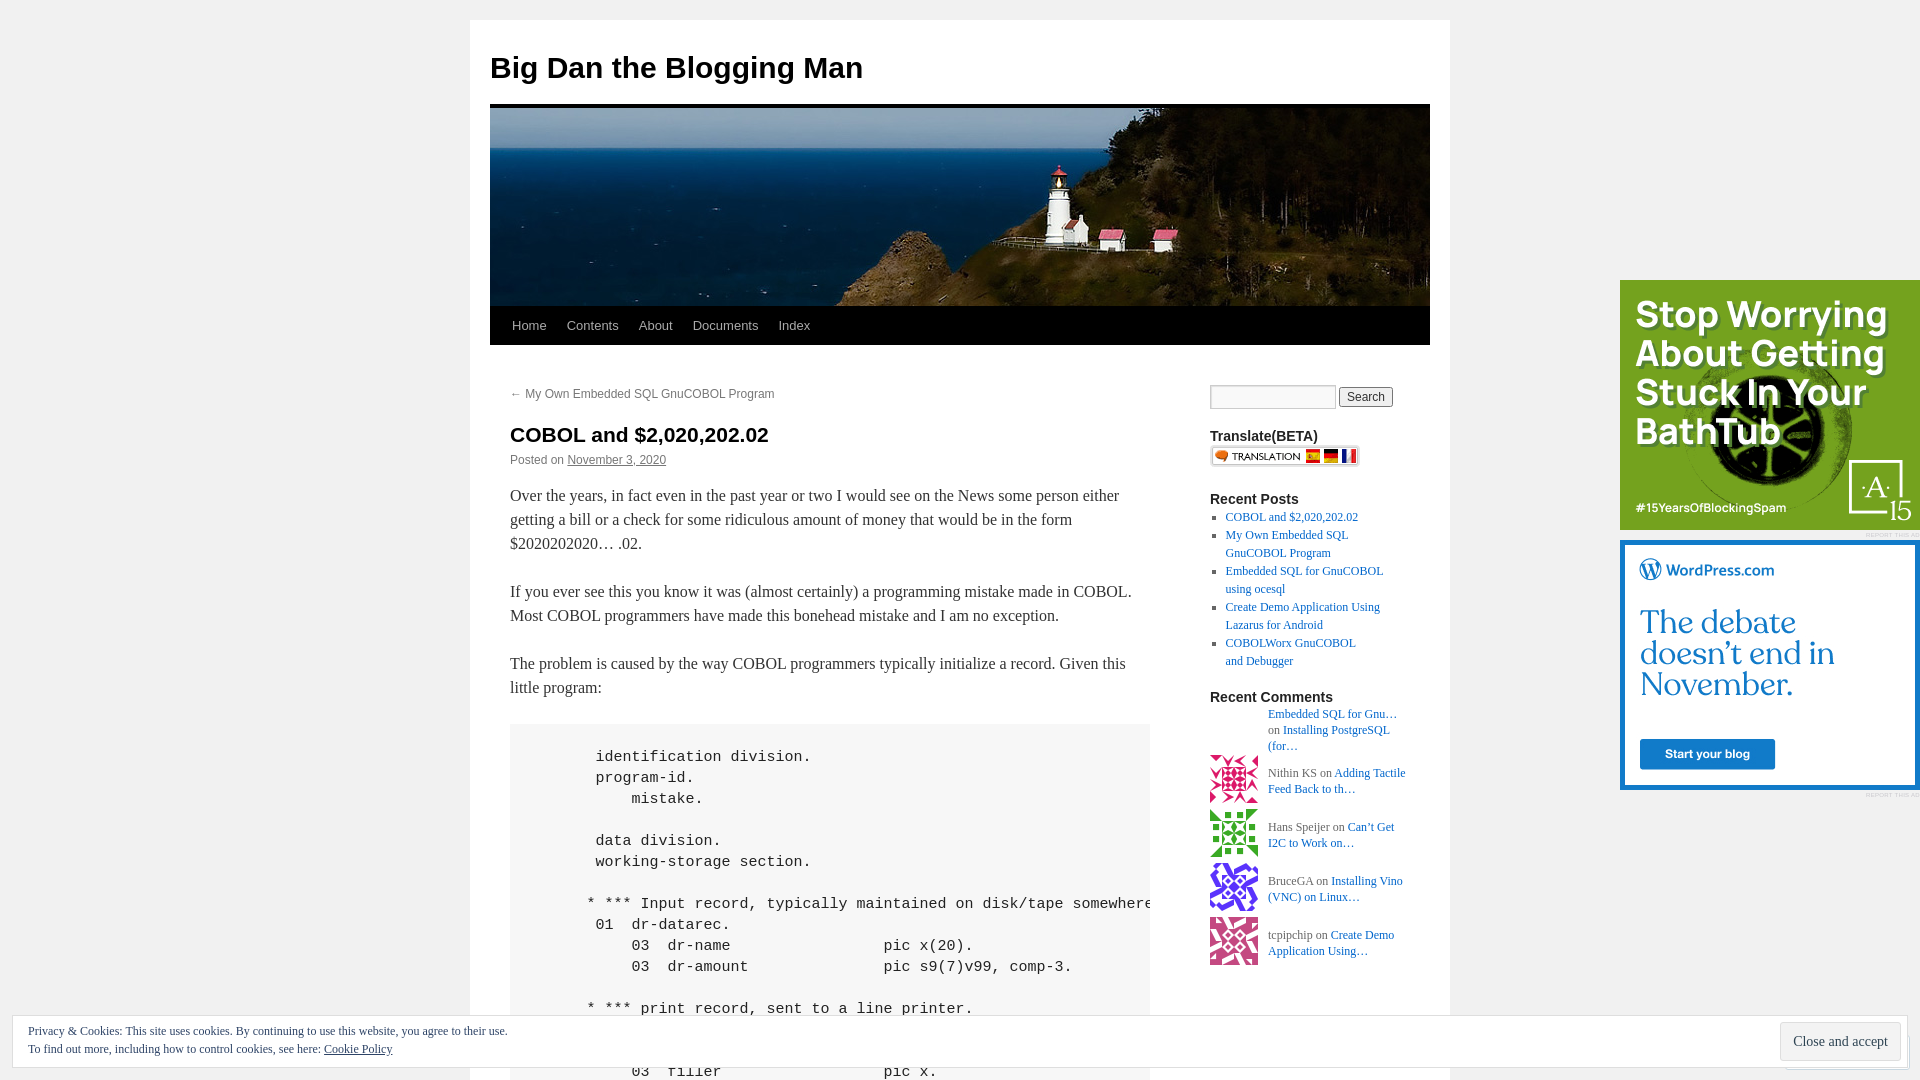 Big Dan the Blogging Man
Home Contents About Documents Index
← My Own Embedded SQL GnuCOBOL Program
COBOL and $2,020,202.02
Posted on November 3, 2020
Over the years, in fact even in the past year or two I would see on the News some person either
getting a bill or a check for some ridiculous amount of money that would be in the form
$2020202020… .02.
If you ever see this you know it was (almost certainly) a programming mistake made in COBOL.
Most COBOL programmers have made this bonehead mistake and I am no exception.
The problem is caused by the way COBOL programmers typically initialize a record. Given this
little program:
identification division.
program-id.
mistake.
data division.
working-storage section.
* *** Input record, typically maintained on disk/tape somewhere
01  dr-datarec.
03  dr-name                 pic x(20).
03  dr-amount               pic s9(7)v99, comp-3.
* *** print record, sent to a line printer.
03  filler                  pic x.
Search
Translate(BETA)
TRANSLATION
Recent Posts
COBOL and $2,020,202.02
My Own Embedded SQL
GnuCOBOL Program
Embedded SQL for GnuCOBOL
using ocesql
Create Demo Application Using
Lazarus for Android
COBOLWorx GnuCOBOL
and Debugger
Recent Comments
Embedded SQL for Gnu…
on Installing PostgreSQL
(for…
Nithin KS on Adding Tactile
Feed Back to th…
Hans Speijer on Can’t Get
I2C to Work on…
BruceGA on Installing Vino
(VNC) on Linux…
tcpipchip on Create Demo
Application Using…
Stop Worrying
About Getting
Stuck In Your
BathTub
#15YearsOfBlockingSpam
·A·
15
REPORT THIS AD
WordPress.com
The debate
doesn’t end in
November.
Start your blog
REPORT THIS AD
Privacy & Cookies: This site uses cookies. By continuing to use this website, you agree to their use.
To find out more, including how to control cookies, see here: Cookie Policy
Close and accept